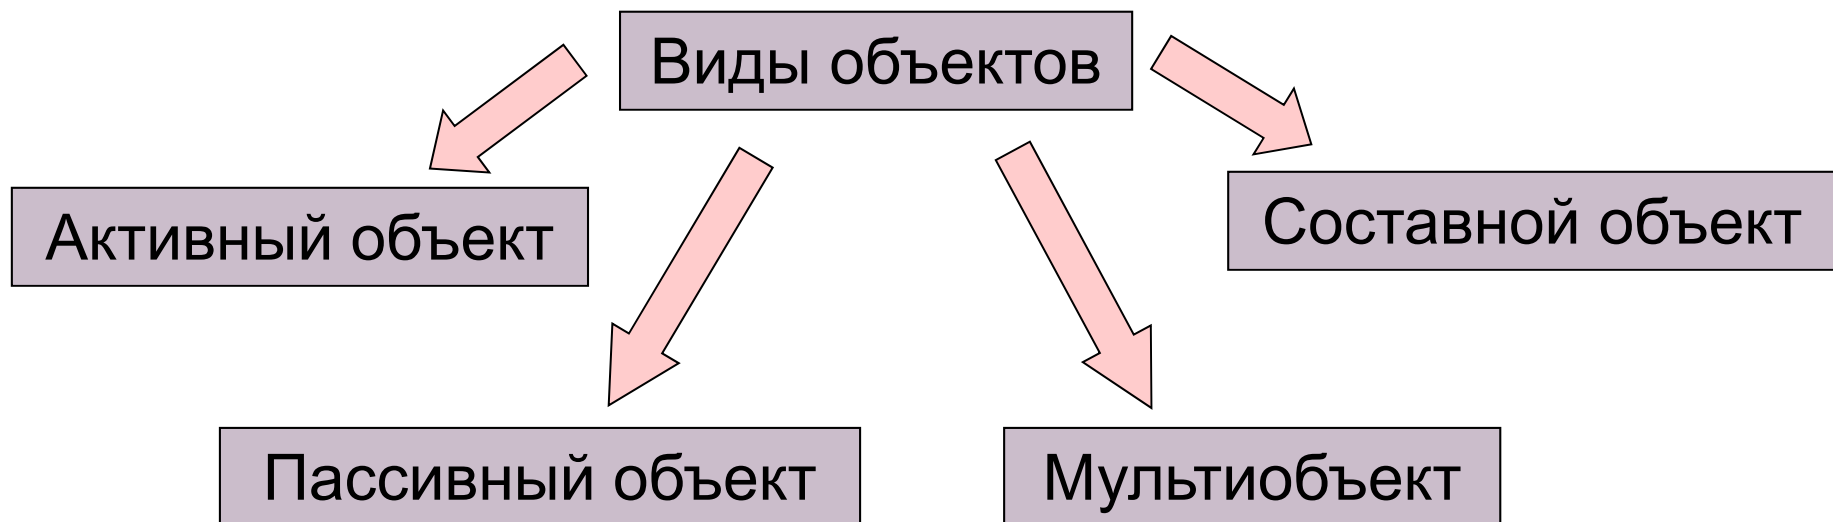 Виды объектов
Активный объект
Составной объект
Пассивный объект
Мультиобъект